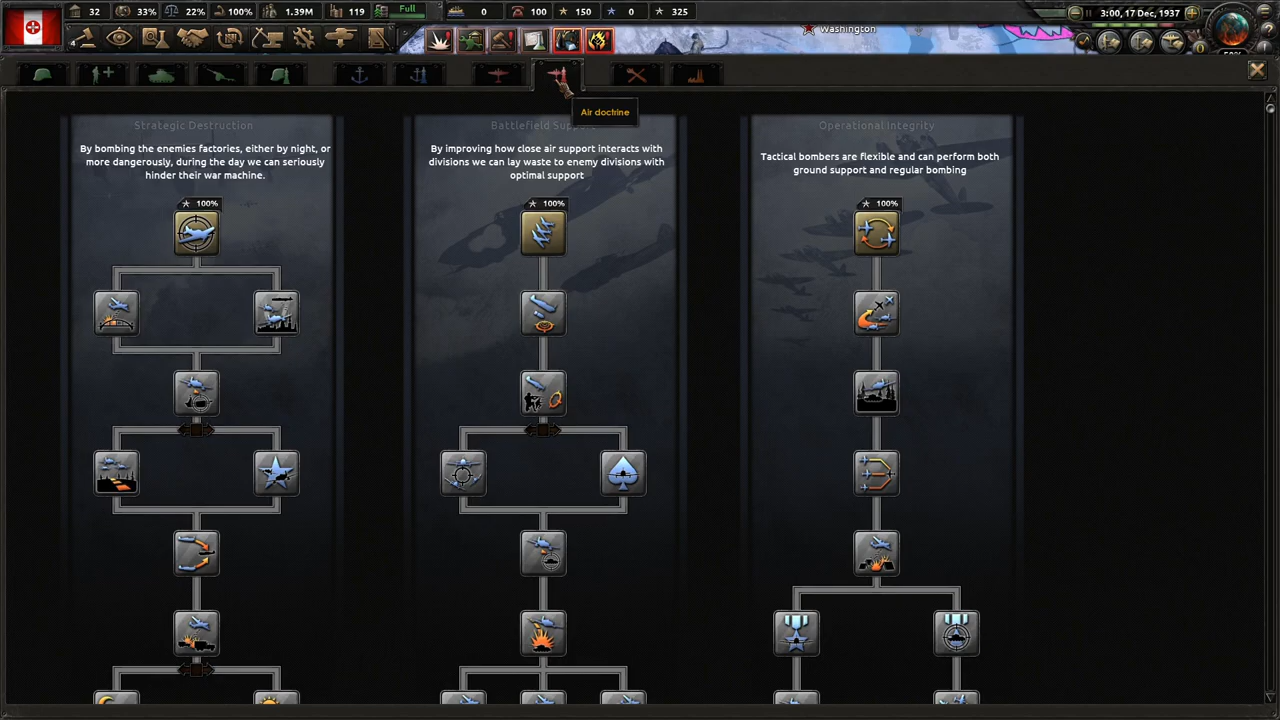 32
33%
22%
100%
1.39M
119
Full
0
100
150
0
325
3:00, 17 Dec, 1937
4
Washington
0
Air doctrine
Strategic Destruction
By bombing the enemies factories, either by night, or
more dangerously, during the day we can seriously
hinder their war machine.
100%
Battlefield Support
By improving how close air support interacts with
divisions we can lay waste to enemy divisions with
optimal support
100%
Operational Integrity
Tactical bombers are flexible and can perform both
ground support and regular bombing
100%